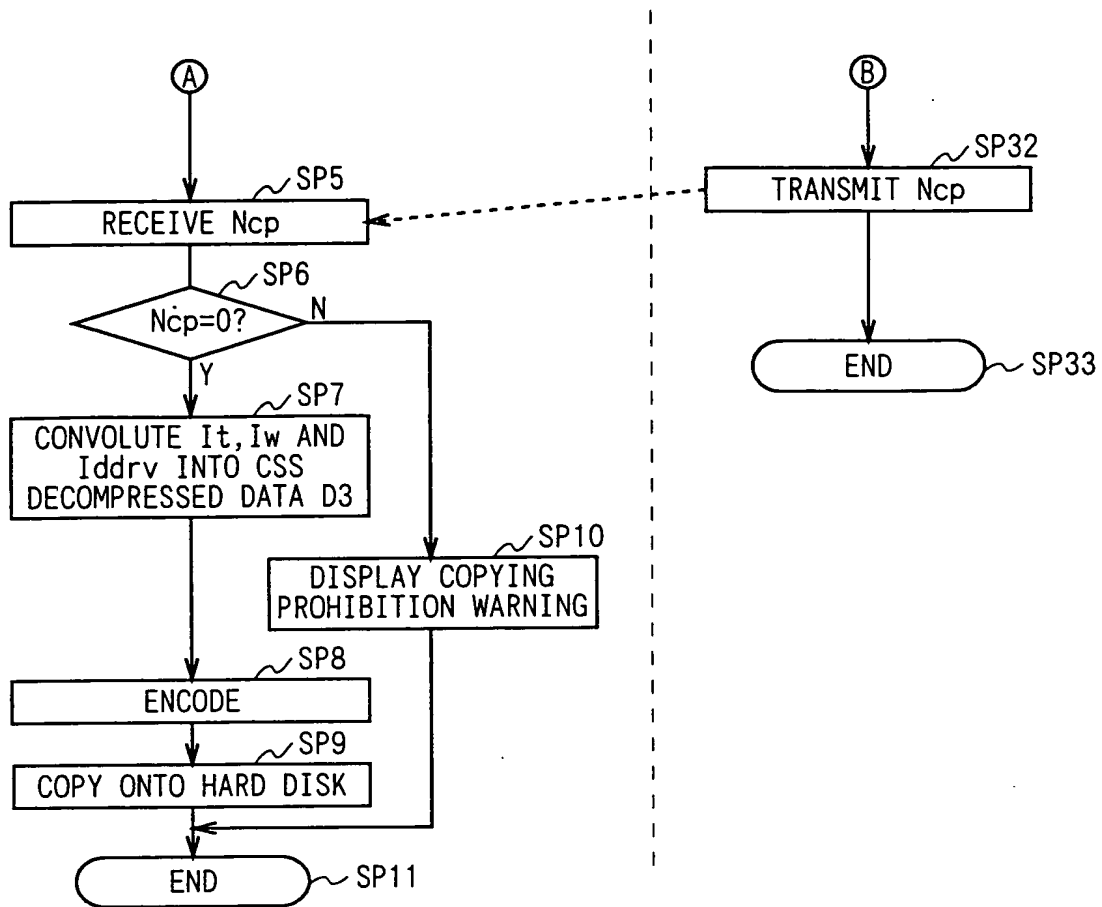 A
SP5
RECEIVE Ncp
SP6
Ncp=0?
N
Y
SP7
CONVOLUTE It, Iw AND
Iddrv INTO CSS
DECOMPRESSED DATA D3
SP10
DISPLAY COPYING
PROHIBITION WARNING
SP8
ENCODE
SP9
COPY ONTO HARD DISK
END
SP11
B
SP32
TRANSMIT Ncp
END
SP33